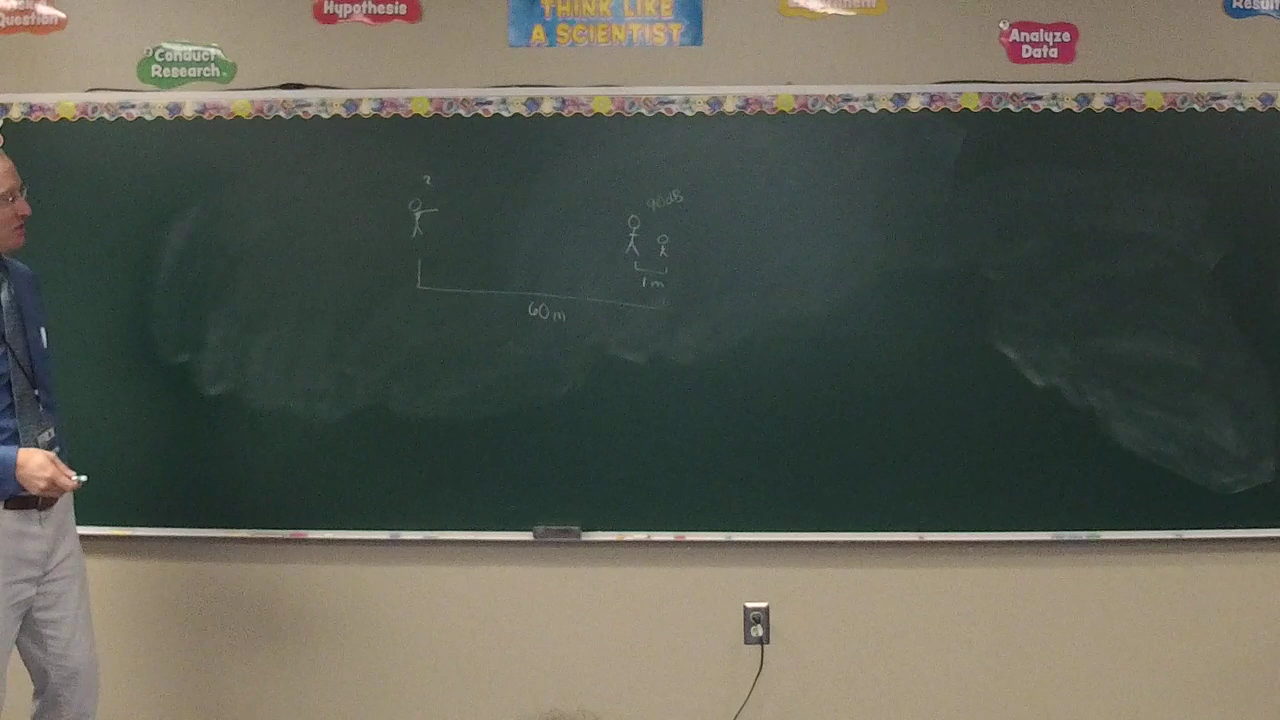 Question
Hypothesis
THINK LIKE
A SCIENTIST
Conduct
Research
Analyze
Data
?
90dB
1m
60m